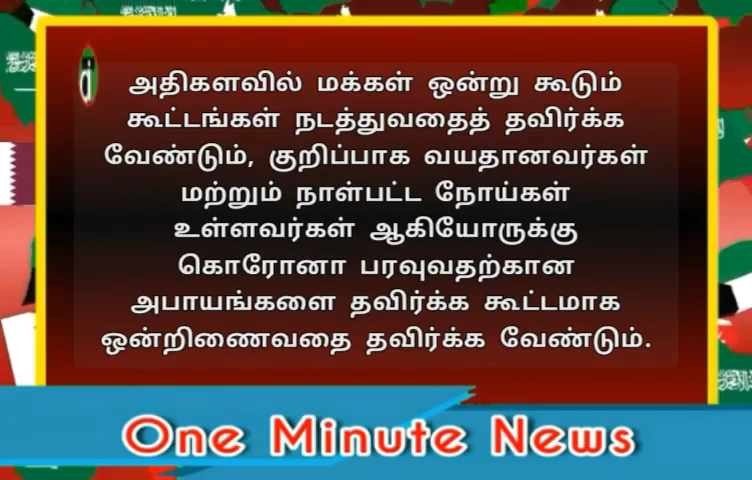 அதிகளவில் மக்கள் ஒன்று கூடும்
கூட்டங்கள் நடத்துவதைத் தவிர்க்க
வேண்டும், குறிப்பாக வயதானவர்கள்
மற்றும் நாள்பட்ட நோய்கள்
உள்ளவர்கள் ஆகியோருக்கு
கொரோனா பரவுவதற்கான
அபாயங்களை தவிர்க்க கூட்டமாக
ஒன்றிணைவதை தவிர்க்க வேண்டும்.
One Minute News